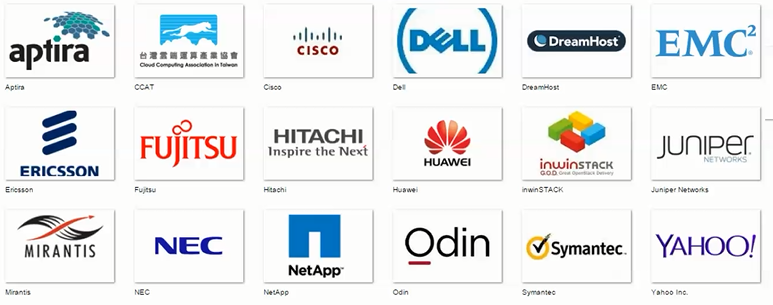 aptira
台灣雲端運算產業協會
Cloud Computing Association in Taiwan
CISCO
DELL
DreamHost
EMC²
Aptira
CCAT
Cisco
Dell
DreamHost
EMC
ERICSSON
FUJITSU
HITACHI
Inspire the Next
HUAWEI
inwinSTACK
G.O.D. Great OpenStack Delivery
JUNIPER
NETWORKS
Ericsson
Fujitsu
Hitachi
Huawei
inwinSTACK
Juniper Networks
MIRANTIS
NEC
NetApp
Odin
Symantec.
YAHOO!
Mirantis
NEC
NetApp
Odin
Symantec
Yahoo Inc.